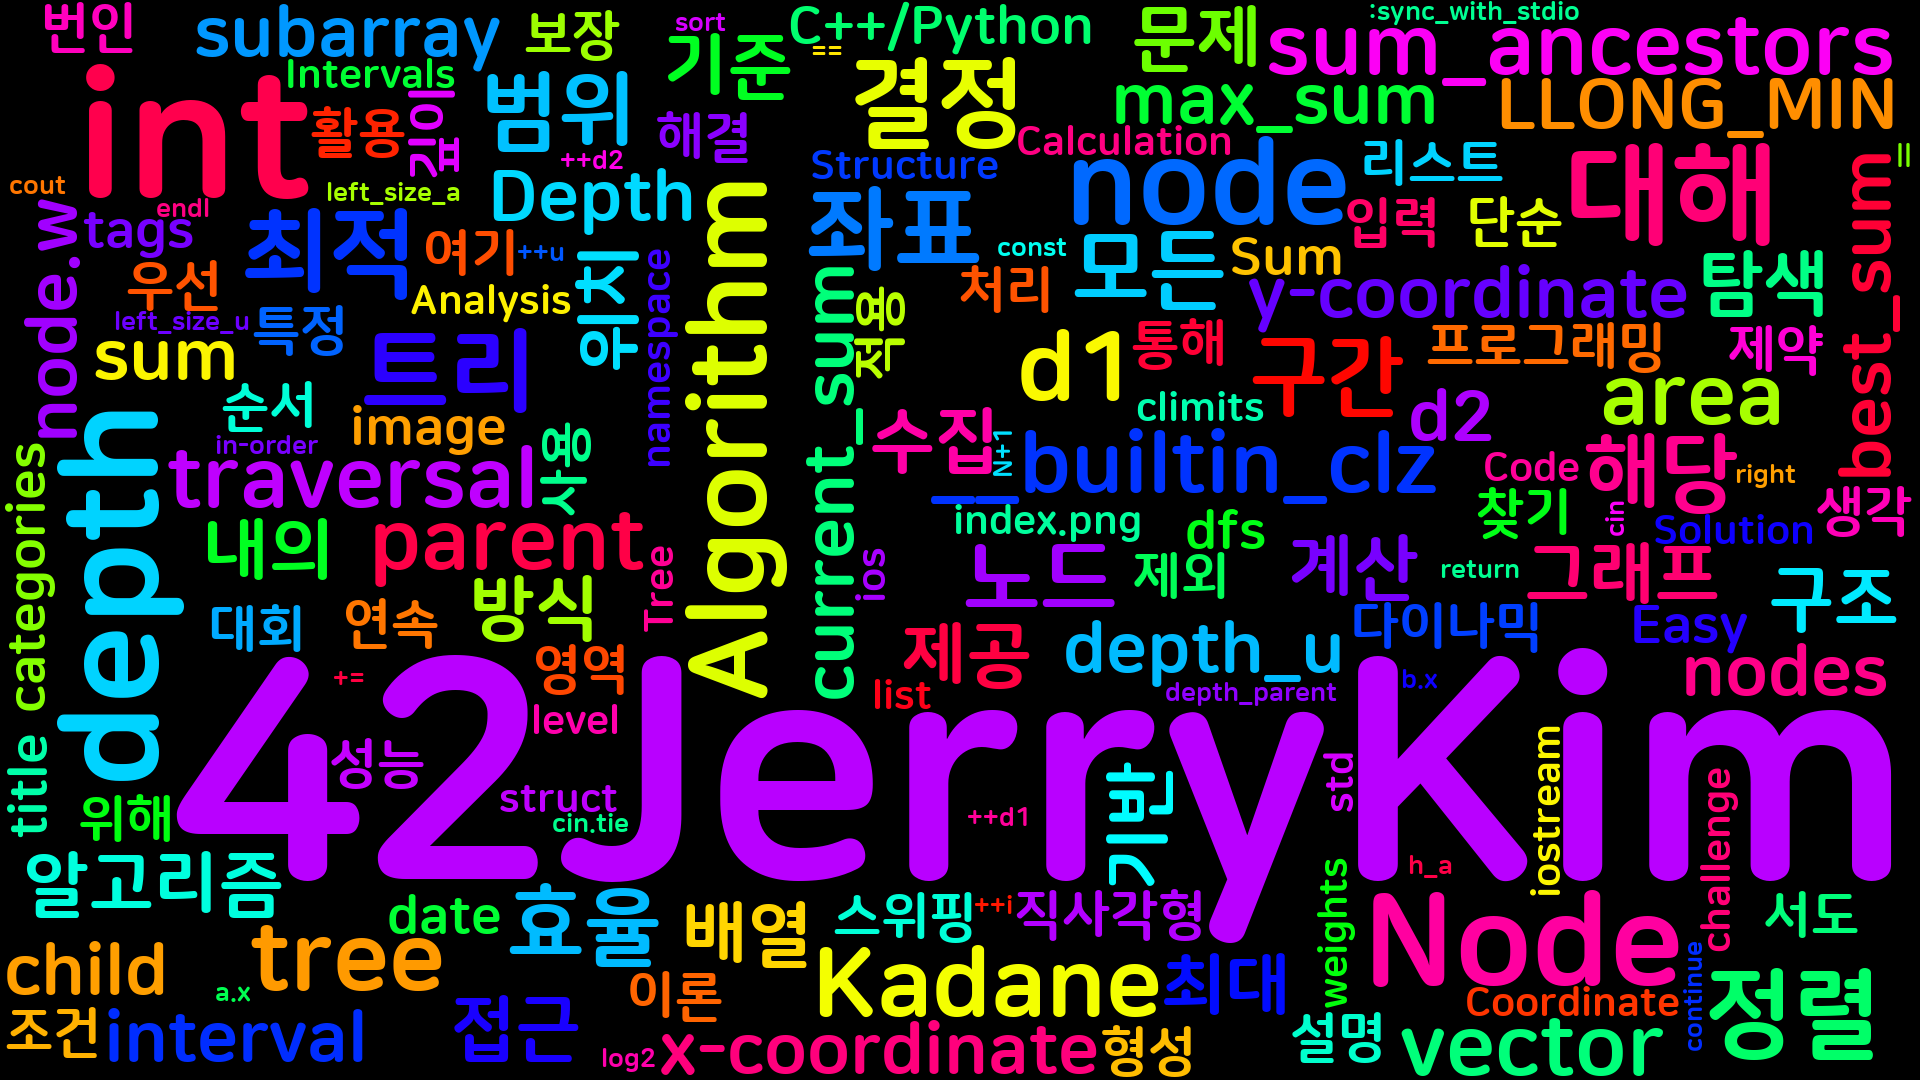 번인
subarray
보장
sort
C++/Python
:sync_with_stdio
문제
sum_ancestors
Intervals
기준
==
결정
max_sum
LLONG_MIN
int
활용
깊이
범위
해결
Calculation
리스트
대해
best_sum
||
cout
endl
left_size_a
++d2
Depth
Structure
node
입력
단순
node.w
tags
최적
여기
++u
위치
namespace
Algorithm
좌표
const
모든
Sum
우선
Analysis
처리
y-coordinate
탐색
left_size_u
특정
적용
current_sum
sum
트리
d1
통해
구간
프로그래밍
제약
순서
image
climits
d2
area
depth
in-order
traversal
사용
수집
N+1
__builtin_clz
Code
해당
right
categories
내의
parent
index.png
dfs
찾기
cin
Solution
생각
Tree
ios
노드
제외
계산
return
그래프
구조
대회
연속
방식
제공
depth_u
다이나믹
Easy
nodes
영역
+=
list
depth_parent
b.x
level
42JerryKim
title
성능
struct
cin.tie
++d1
기반
std
iostream
challenge
위해
h_a
알고리즘
date
효율
배열
스위핑
++i
직사각형
weights
Node
서도
child
tree
a.x
이론
Kadane
최대
Coordinate
continue
정렬
조건
interval
접근
log2
x-coordinate
형성
설명
vector